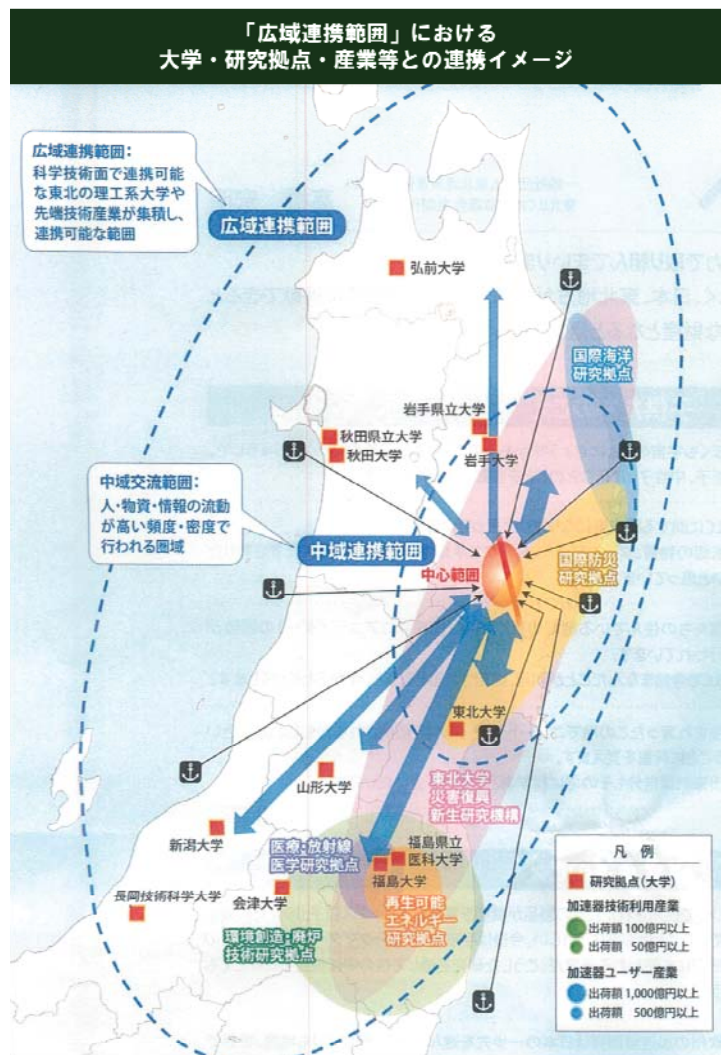 「広域連携範囲」における
大学・研究拠点・産業等との連携イメージ
広域連携範囲：
科学技術面で連携可能
な東北の理工系大学や
先端技術産業が集積し、
連携可能な範囲
広域連携範囲
弘前大学
国際海洋
研究拠点
岩手県立大学
岩手大学
秋田県立大学
秋田大学
中域交流範囲：
人・物資・情報の流動
が高い頻度・密度で
行われる圏域
中域連携範囲
中心範囲
国際防災
研究拠点
東北大学
山形大学
東北大学
災害復興
新生研究機構
新潟大学
医療・放射線
医学研究拠点
福島県立
医科大学
福島大学
長岡技術科学大学
会津大学
再生可能
エネルギー
研究拠点
環境創造・廃炉
技術研究拠点
凡 例
研究拠点（大学）
加速器技術利用産業
出荷額 100億円以上
出荷額 50億円以上
加速器ユーザー産業
出荷額 1,000億円以上
出荷額 500億円以上